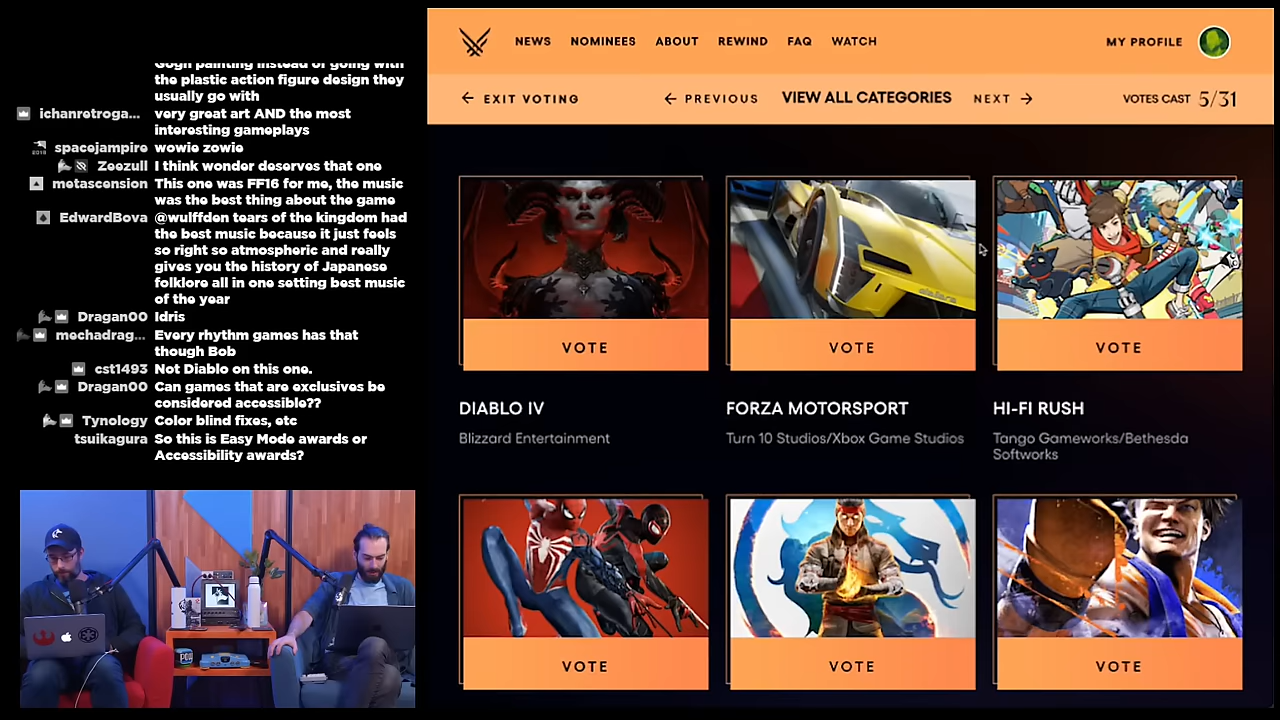 Gogh painting instead of going with
the plastic action figure design they
usually go with
ichanretroga... very great art AND the most
interesting gameplays
spacejampire wowie zowie
Zeezull I think wonder deserves that one
metascension This one was FF16 for me, the music
was the best thing about the game
EdwardBova @wulffden tears of the kingdom had
the best music because it just feels
so right so atmospheric and really
gives you the history of Japanese
folklore all in one setting best music
of the year
Dragan00 Idris
mechadrag... Every rhythm games has that
though Bob
cst1493 Not Diablo on this one.
Dragan00 Can games that are exclusives be
considered accessible??
Tynology Color blind fixes, etc
tsuikagura So this is Easy Mode awards or
Accessibility awards?
NEWS NOMINEES ABOUT REWIND FAQ WATCH MY PROFILE
← EXIT VOTING ← PREVIOUS VIEW ALL CATEGORIES NEXT → VOTES CAST 5/31
VOTE VOTE VOTE
DIABLO IV FORZA MOTORSPORT HI-FI RUSH
Blizzard Entertainment Turn 10 Studios/Xbox Game Studios Tango Gameworks/Bethesda
Softworks
VOTE VOTE VOTE